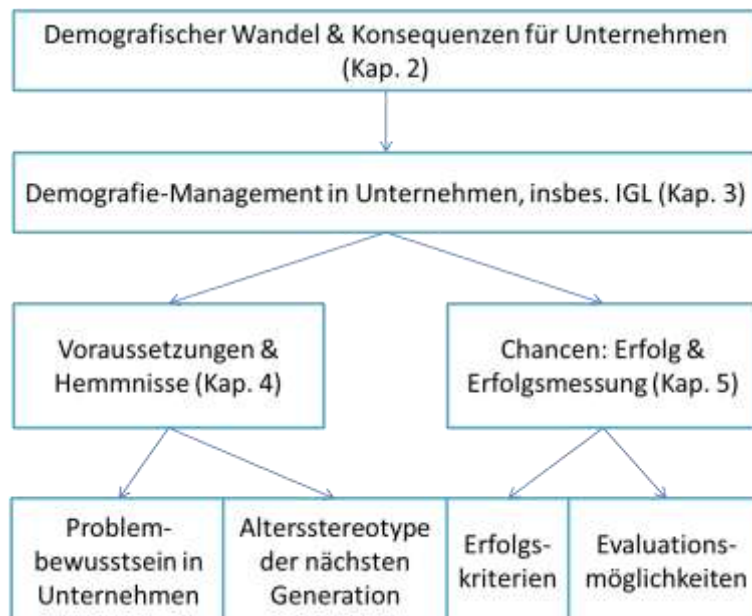 Demografischer Wandel & Konsequenzen für Unternehmen
(Kap. 2)
Demografie-Management in Unternehmen, insbes. IGL (Kap. 3)
Voraussetzungen &
Hemmnisse (Kap. 4)
Chancen: Erfolg &
Erfolgsmessung (Kap. 5)
Problem-
bewusstsein in
Unternehmen
Altersstereotype
der nächsten
Generation
Erfolgs-
kriterien
Evaluations-
möglichkeiten